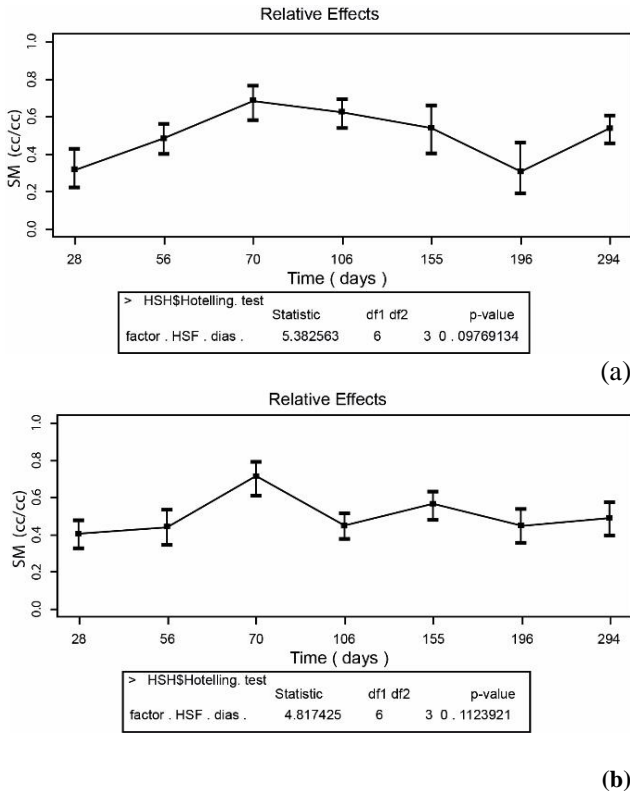 Relative Effects
1.0
0.8
0.6
0.4
0.2
0.0
SM (cc/cc)
28 56 70 106 155 196 294
Time ( days )
> HSH$Hotelling. test
Statistic df1 df2 p-value
factor . HSF . dias . 5.382563 6 3 0 . 09769134
(a)
Relative Effects
1.0
0.8
0.6
0.4
0.2
0.0
SM (cc/cc)
28 56 70 106 155 196 294
Time ( days )
> HSH$Hotelling. test
Statistic df1 df2 p-value
factor . HSF . dias . 4.817425 6 3 0 . 1123921
(b)